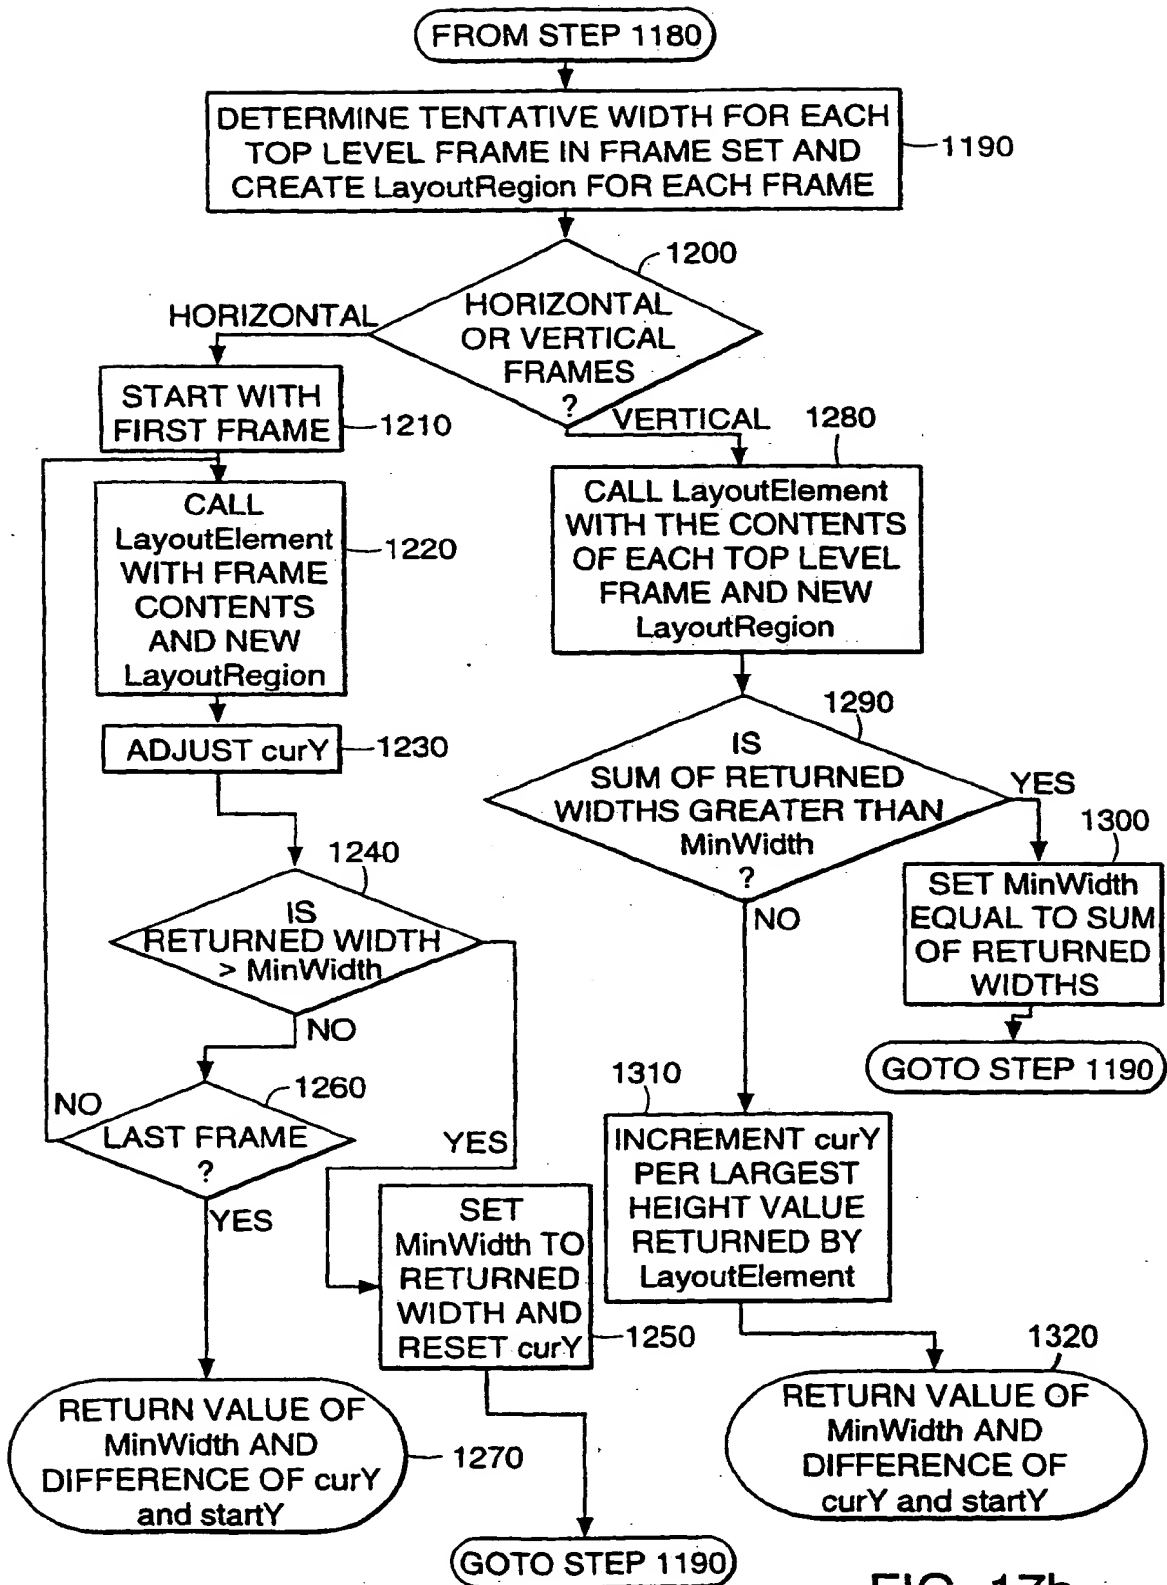 FROM STEP 1180
DETERMINE TENTATIVE WIDTH FOR EACH
TOP LEVEL FRAME IN FRAME SET AND
CREATE LayoutRegion FOR EACH FRAME
1190
1200
HORIZONTAL
OR VERTICAL
FRAMES
?
HORIZONTAL
START WITH
FIRST FRAME
1210
VERTICAL
1280
CALL
LayoutElement
WITH FRAME
CONTENTS
AND NEW
LayoutRegion
1220
CALL LayoutElement
WITH THE CONTENTS
OF EACH TOP LEVEL
FRAME AND NEW
LayoutRegion
ADJUST curY
1230
1290
IS
SUM OF RETURNED
WIDTHS GREATER THAN
MinWidth
?
YES
1300
SET MinWidth
EQUAL TO SUM
OF RETURNED
WIDTHS
GOTO STEP 1190
NO
1240
IS
RETURNED WIDTH
> MinWidth
NO
1260
LAST FRAME
?
NO
YES
YES
SET
MinWidth TO
RETURNED
WIDTH AND
RESET curY
1250
1310
INCREMENT curY
PER LARGEST
HEIGHT VALUE
RETURNED BY
LayoutElement
RETURN VALUE OF
MinWidth AND
DIFFERENCE OF curY
and startY
1270
1320
RETURN VALUE OF
MinWidth AND
DIFFERENCE OF
curY and startY
GOTO STEP 1190
FIG. 17b